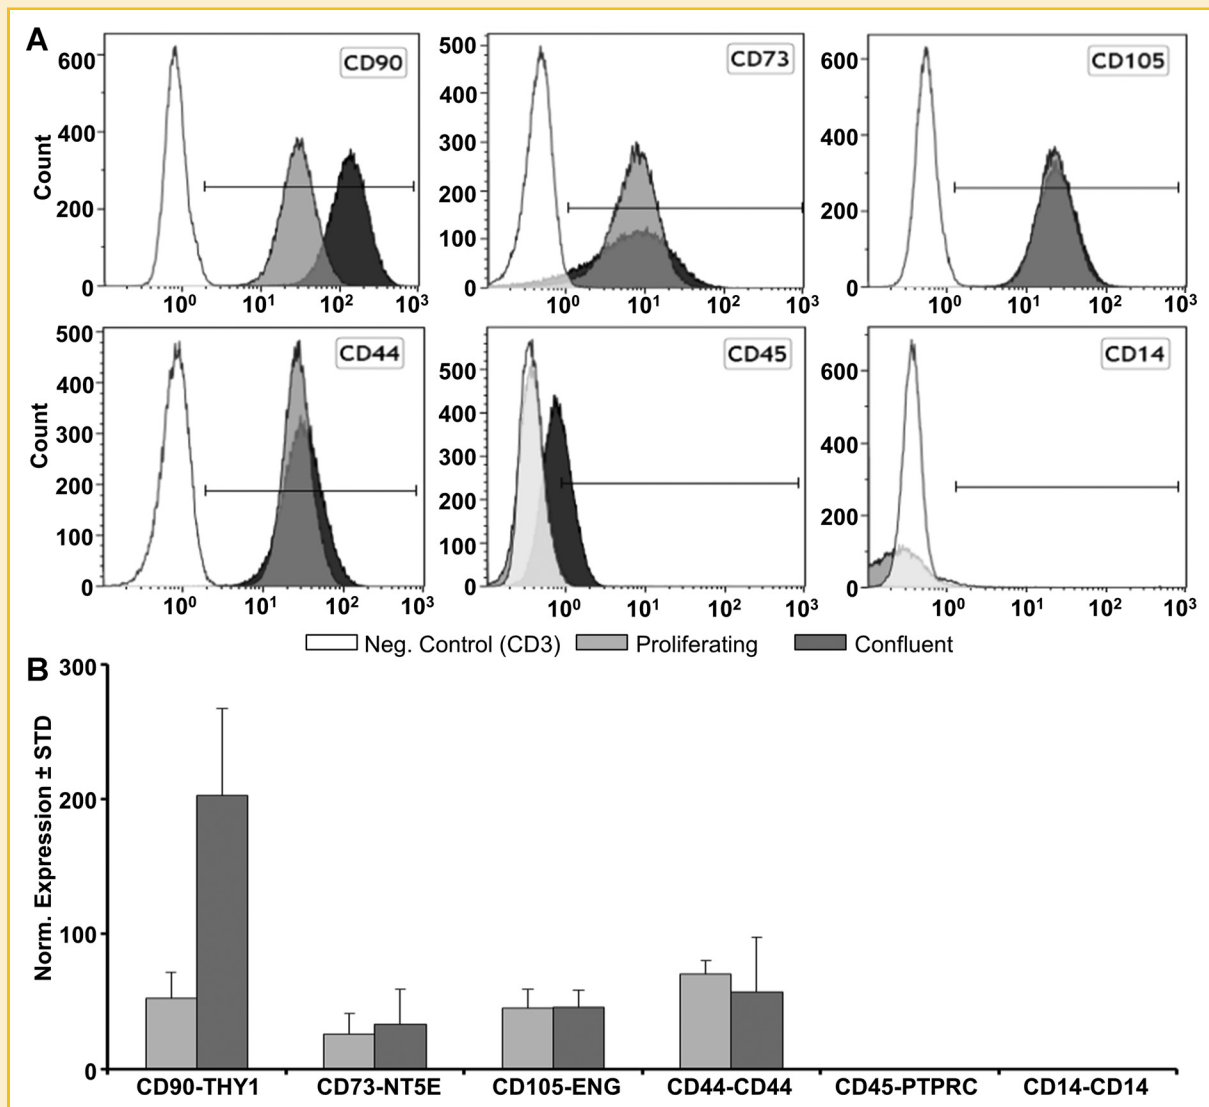 A
CD90
CD73
CD105
Count
600
400
200
0
10⁰ 10¹ 10² 10³
500
400
300
200
100
0
10⁰ 10¹ 10² 10³
600
400
200
0
10⁰ 10¹ 10² 10³
CD44
CD45
CD14
Count
500
400
300
200
100
0
10⁰ 10¹ 10² 10³
500
400
300
200
100
0
10⁰ 10¹ 10² 10³
600
400
200
0
10⁰ 10¹ 10² 10³
Neg. Control (CD3) Proliferating Confluent
B
Norm. Expression ± STD
300
200
100
0
CD90-THY1 CD73-NT5E CD105-ENG CD44-CD44 CD45-PTPRC CD14-CD14